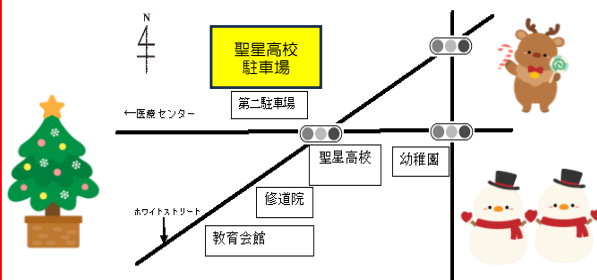 N
聖星高校
駐車場
第二駐車場
←医療センター
聖星高校
幼稚園
修道院
ホワイトストリート
教育会館